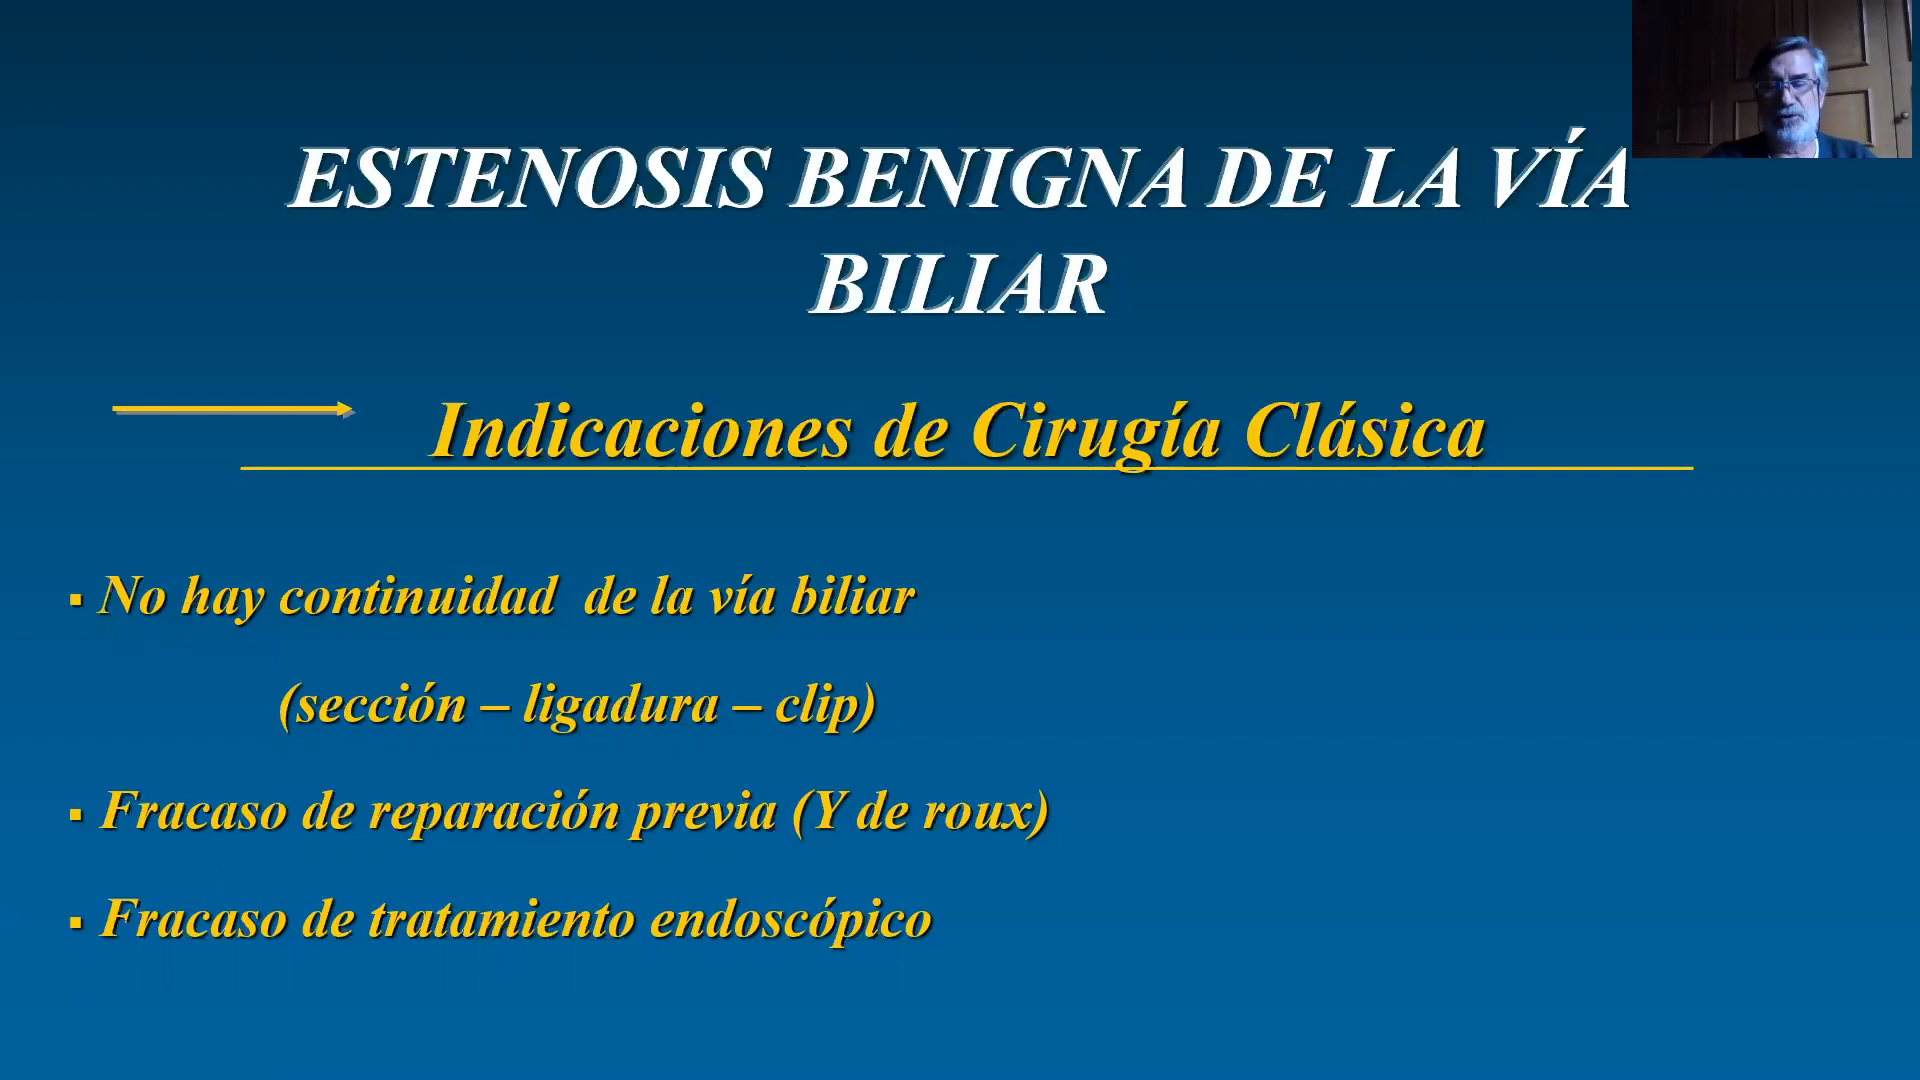 ESTENOSIS BENIGNA DE LA VÍA
BILIAR
Indicaciones de Cirugía Clásica
▪ No hay continuidad de la vía biliar
(sección – ligadura – clip)
▪ Fracaso de reparación previa (Y de roux)
▪ Fracaso de tratamiento endoscópico